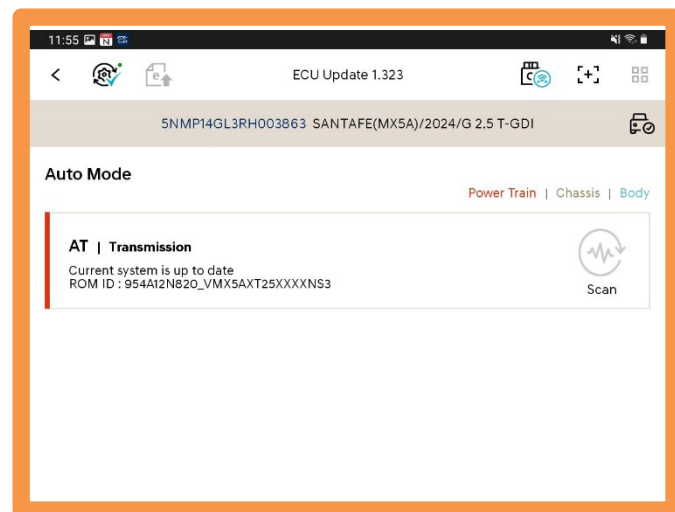 11:55
ECU Update 1.323
5NMP14GL3RH003863 SANTAFE(MX5A)/2024/G 2.5 T-GDI
Auto Mode
Power Train | Chassis | Body
AT | Transmission
Current system is up to date
ROM ID : 954A12N820_VMX5AXT25XXXXNS3
Scan